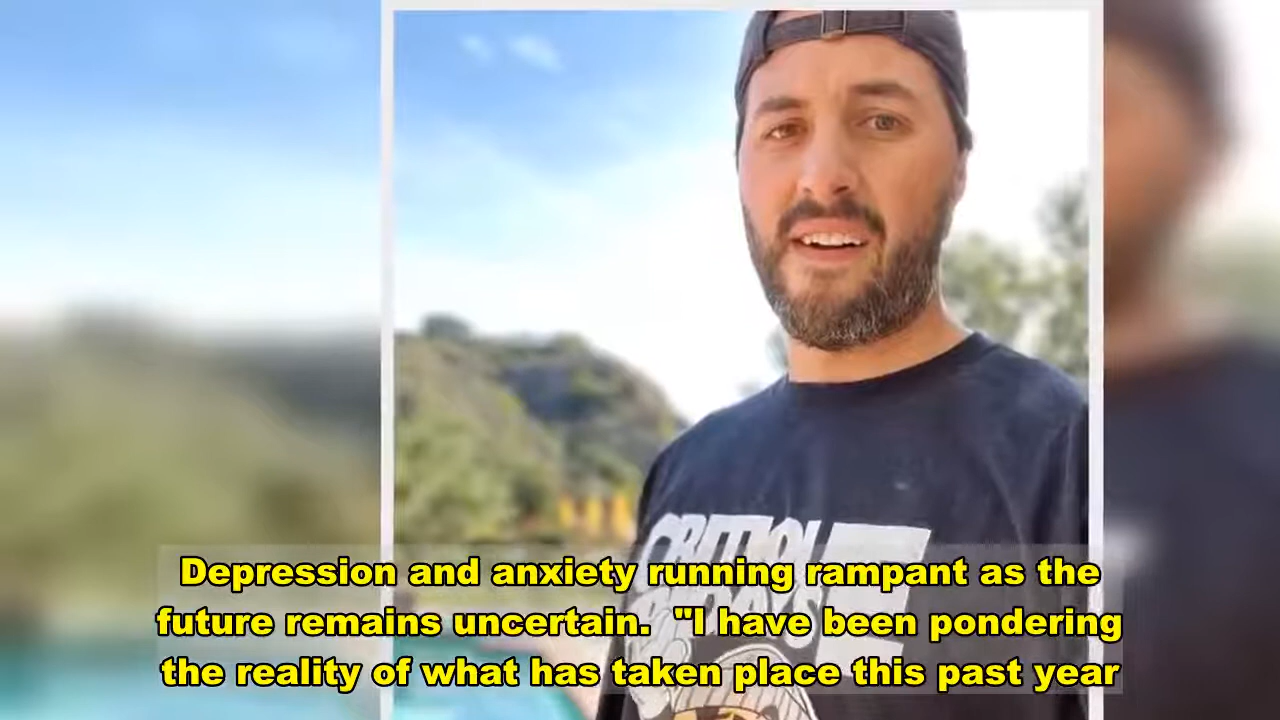 Depression and anxiety running rampant as the
future remains uncertain. "I have been pondering
the reality of what has taken place this past year